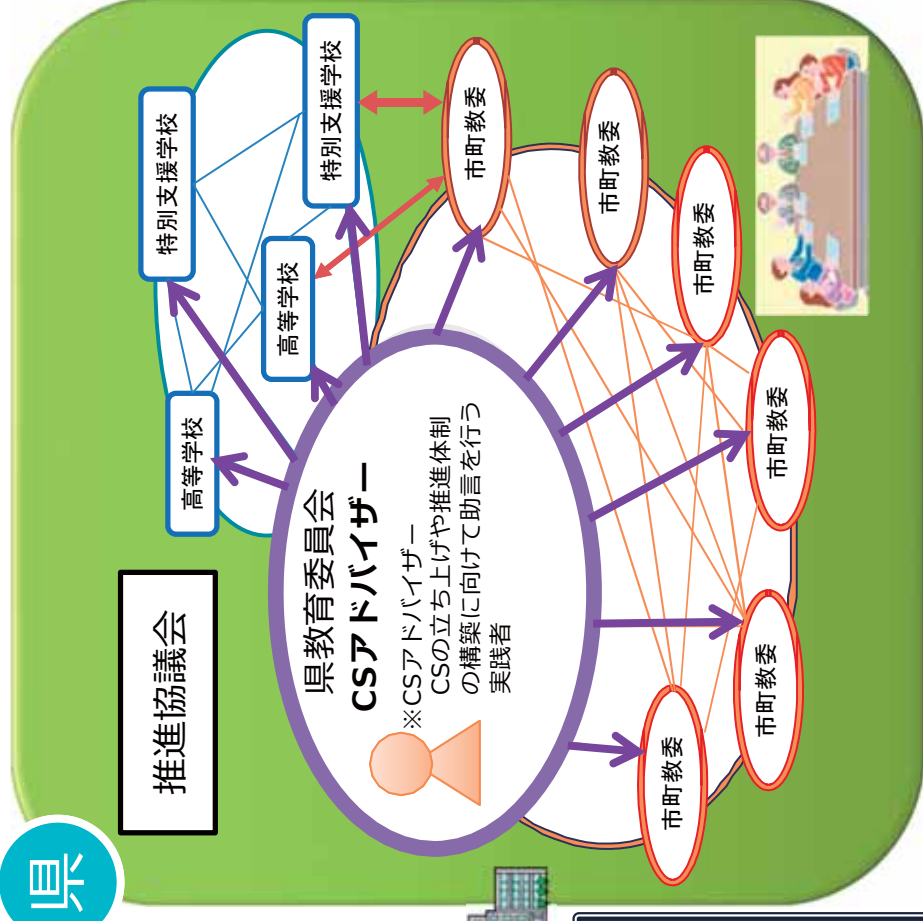 県
推進協議会
県教育委員会
CSアドバイザー
※CSアドバイザー
CSの立ち上げや推進体制
の構築に向けて助言を行う
実践者
高等学校
特別支援学校
高等学校
特別支援学校
市町教委
市町教委
市町教委
市町教委
市町教委
市町教委